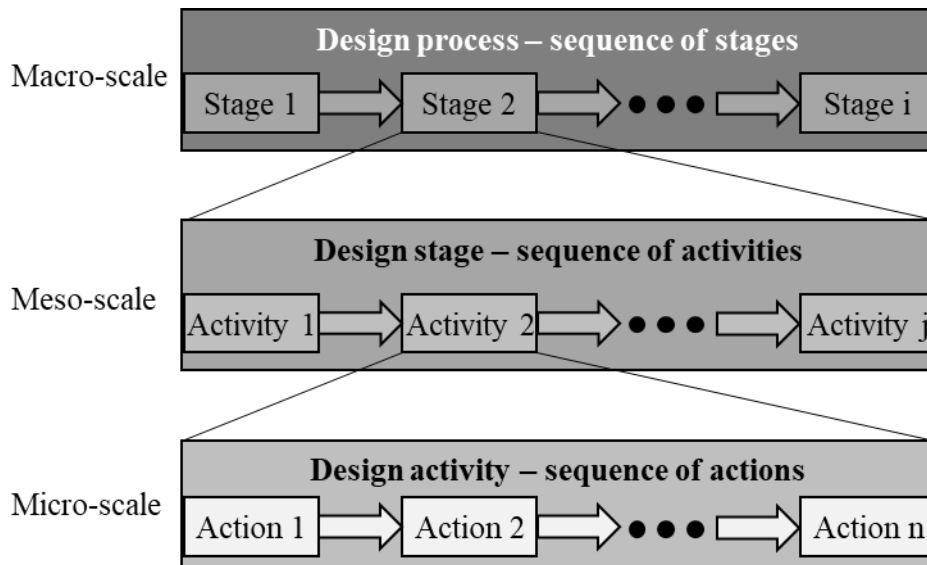 Design process – sequence of stages
Macro-scale
Stage 1 Stage 2 Stage i
Design stage – sequence of activities
Meso-scale
Activity 1 Activity 2 Activity j
Design activity – sequence of actions
Micro-scale
Action 1 Action 2 Action n